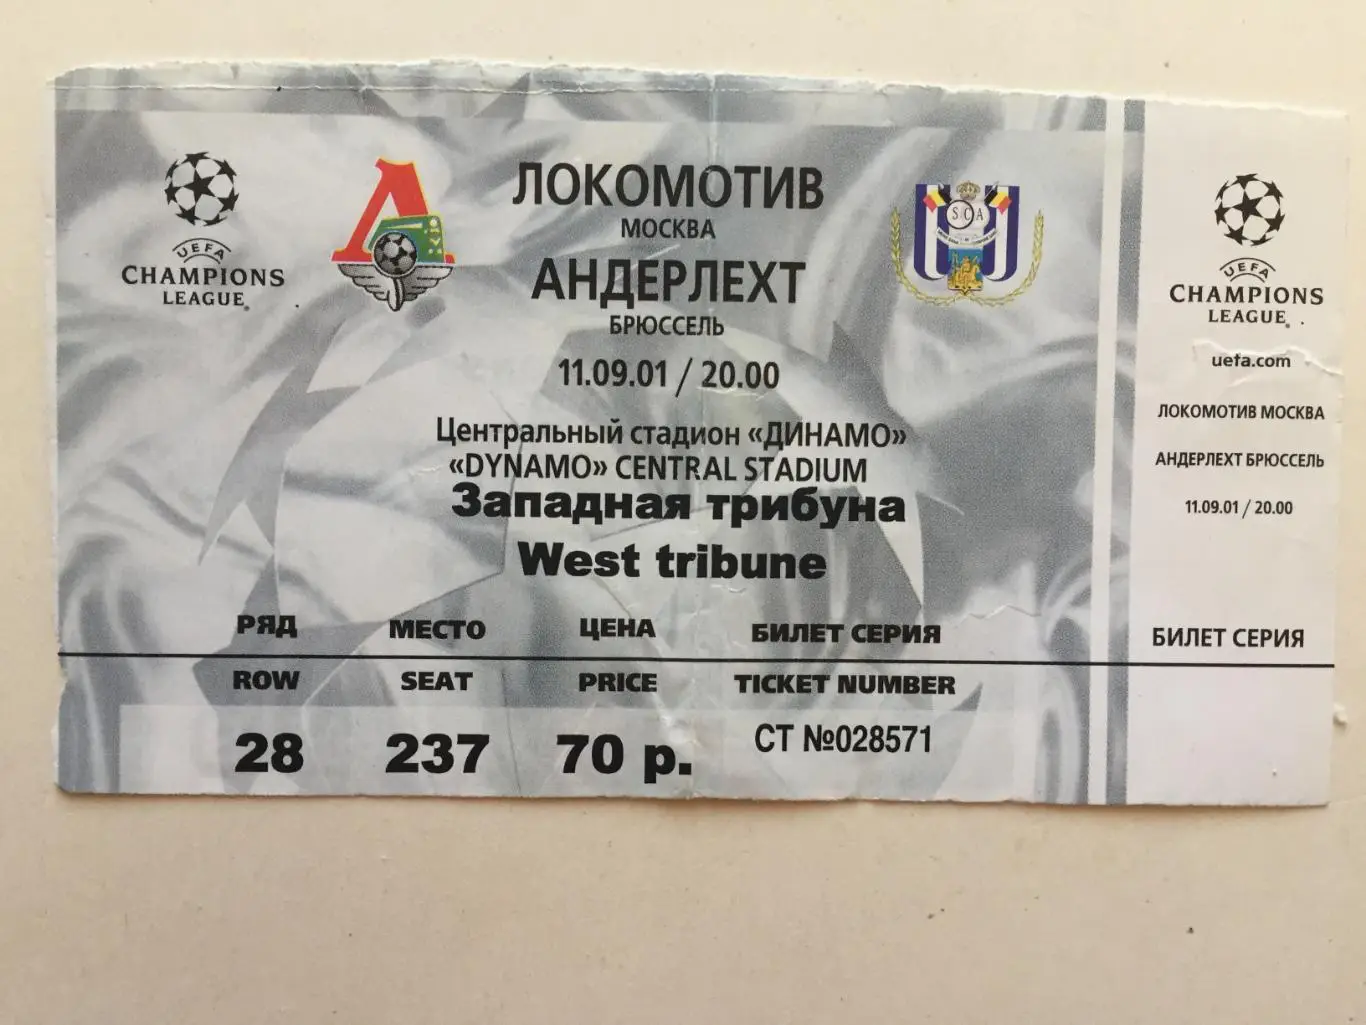 UEFA
CHAMPIONS
LEAGUE®
ЛОКОМОТИВ
МОСКВА
АНДЕРЛЕХТ
БРЮССЕЛЬ
SCA
11.09.01 / 20.00
Центральный стадион «ДИНАМО»
«DYNAMO» CENTRAL STADIUM
Западная трибуна
West tribune
РЯД МЕСТО ЦЕНА БИЛЕТ СЕРИЯ
ROW SEAT PRICE TICKET NUMBER
28 237 70 р. СТ №028571
UEFA
CHAMPIONS
LEAGUE®
uefa.com
ЛОКОМОТИВ МОСКВА
АНДЕРЛЕХТ БРЮССЕЛЬ
11.09.01 / 20.00
БИЛЕТ СЕРИЯ